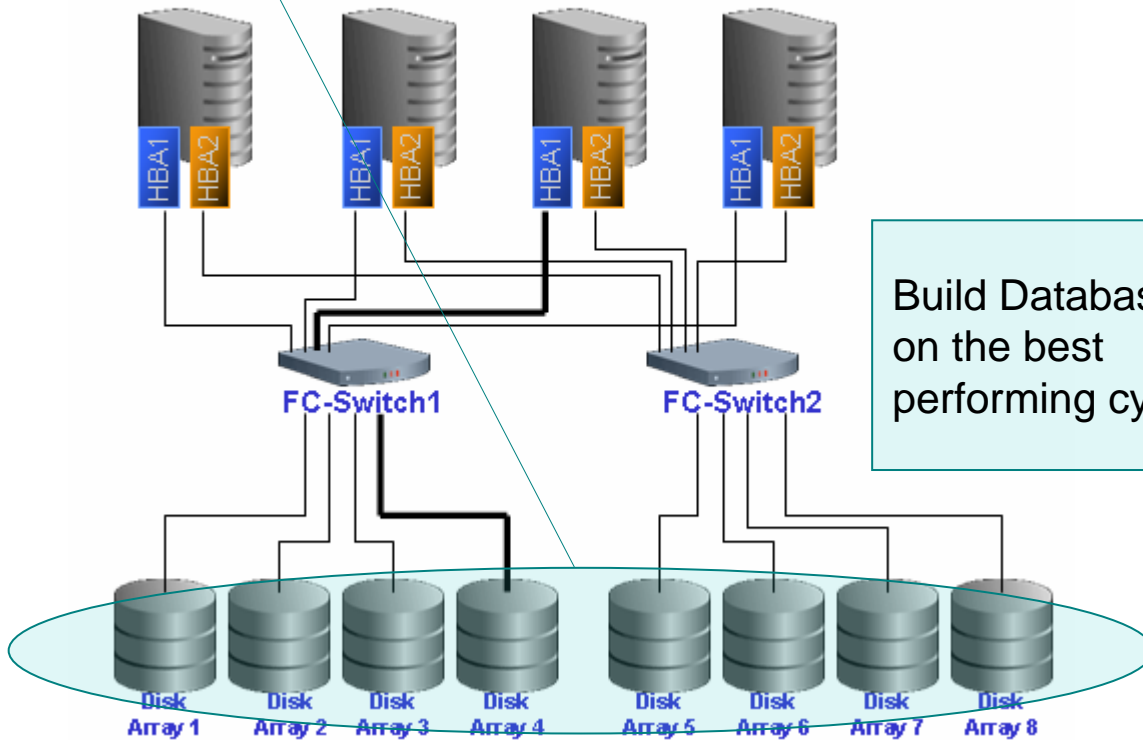 HBA1 HBA2 HBA1 HBA2 HBA1 HBA2 HBA1 HBA2
Build Databas
on the best
performing cy
FC-Switch1 FC-Switch2
Disk Disk Disk Disk Disk Disk Disk Disk
Array 1 Array 2 Array 3 Array 4 Array 5 Array 6 Array 7 Array 8